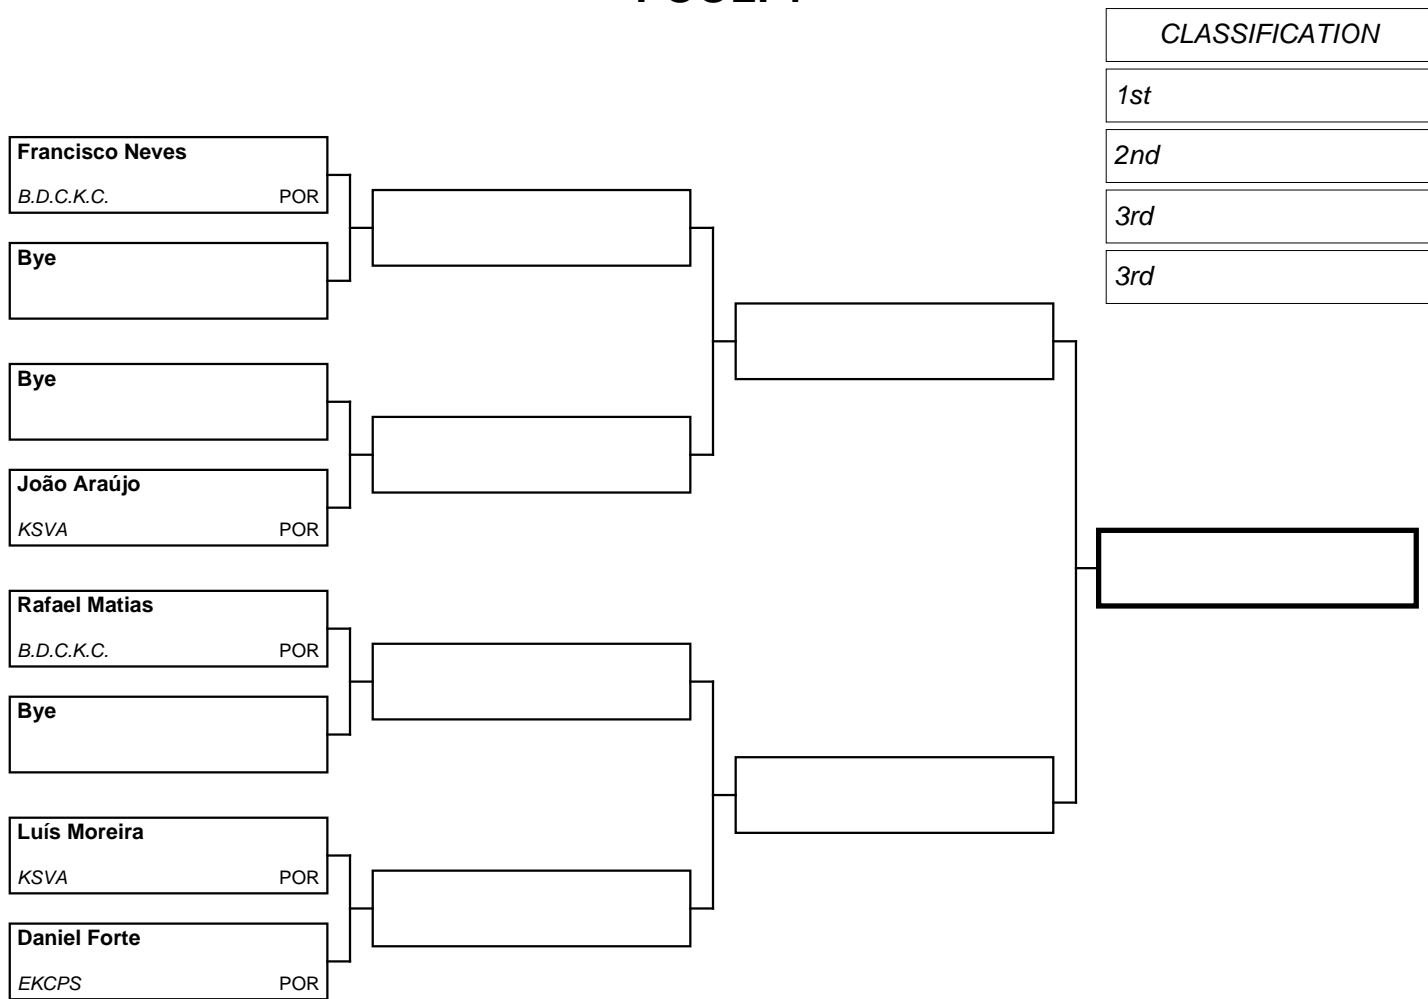 CLASSIFICATION
1st
2nd
3rd
3rd
Francisco Neves
B.D.C.K.C. POR
Bye
Bye
João Araújo
KSVA POR
Rafael Matias
B.D.C.K.C. POR
Bye
Luís Moreira
KSVA POR
Daniel Forte
EKCPS POR